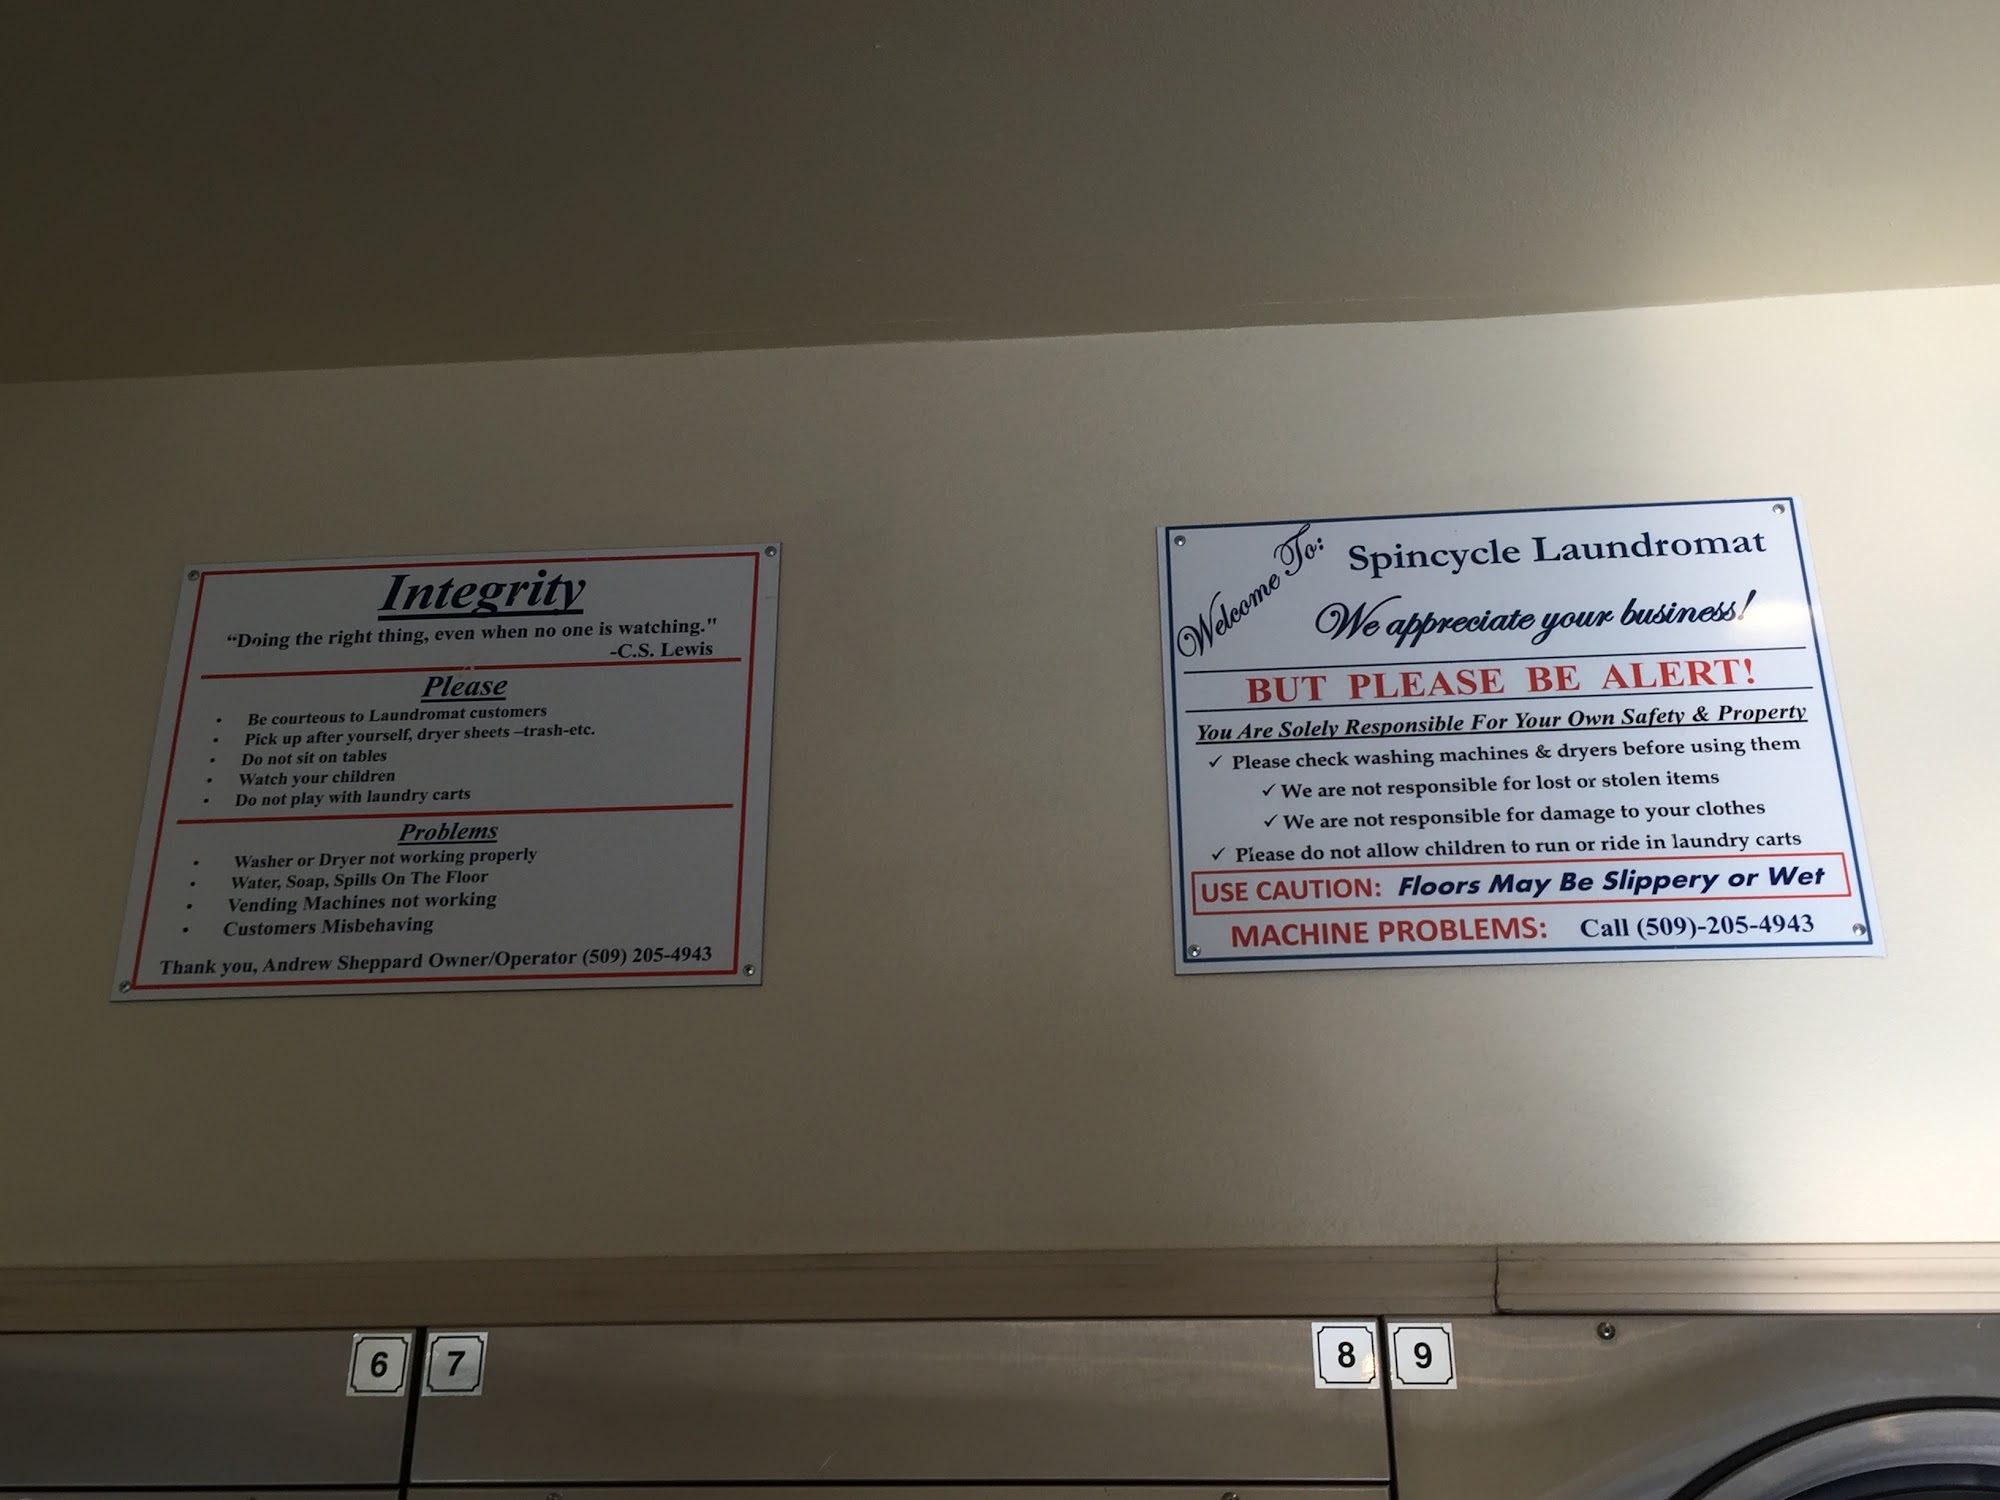 Integrity
“Doing the right thing, even when no one is watching."
-C.S. Lewis
Please
• Be courteous to Laundromat customers
• Pick up after yourself, dryer sheets –trash-etc.
• Do not sit on tables
• Watch your children
• Do not play with laundry carts
Problems
• Washer or Dryer not working properly
• Water, Soap, Spills On The Floor
• Vending Machines not working
• Customers Misbehaving
Thank you, Andrew Sheppard Owner/Operator (509) 205-4943
Welcome To:
Spincycle Laundromat
We appreciate your business!
BUT PLEASE BE ALERT!
You Are Solely Responsible For Your Own Safety & Property
✓ Please check washing machines & dryers before using them
✓ We are not responsible for lost or stolen items
✓ We are not responsible for damage to your clothes
✓ Please do not allow children to run or ride in laundry carts
USE CAUTION: Floors May Be Slippery or Wet
MACHINE PROBLEMS: Call (509)-205-4943
6
7
8
9